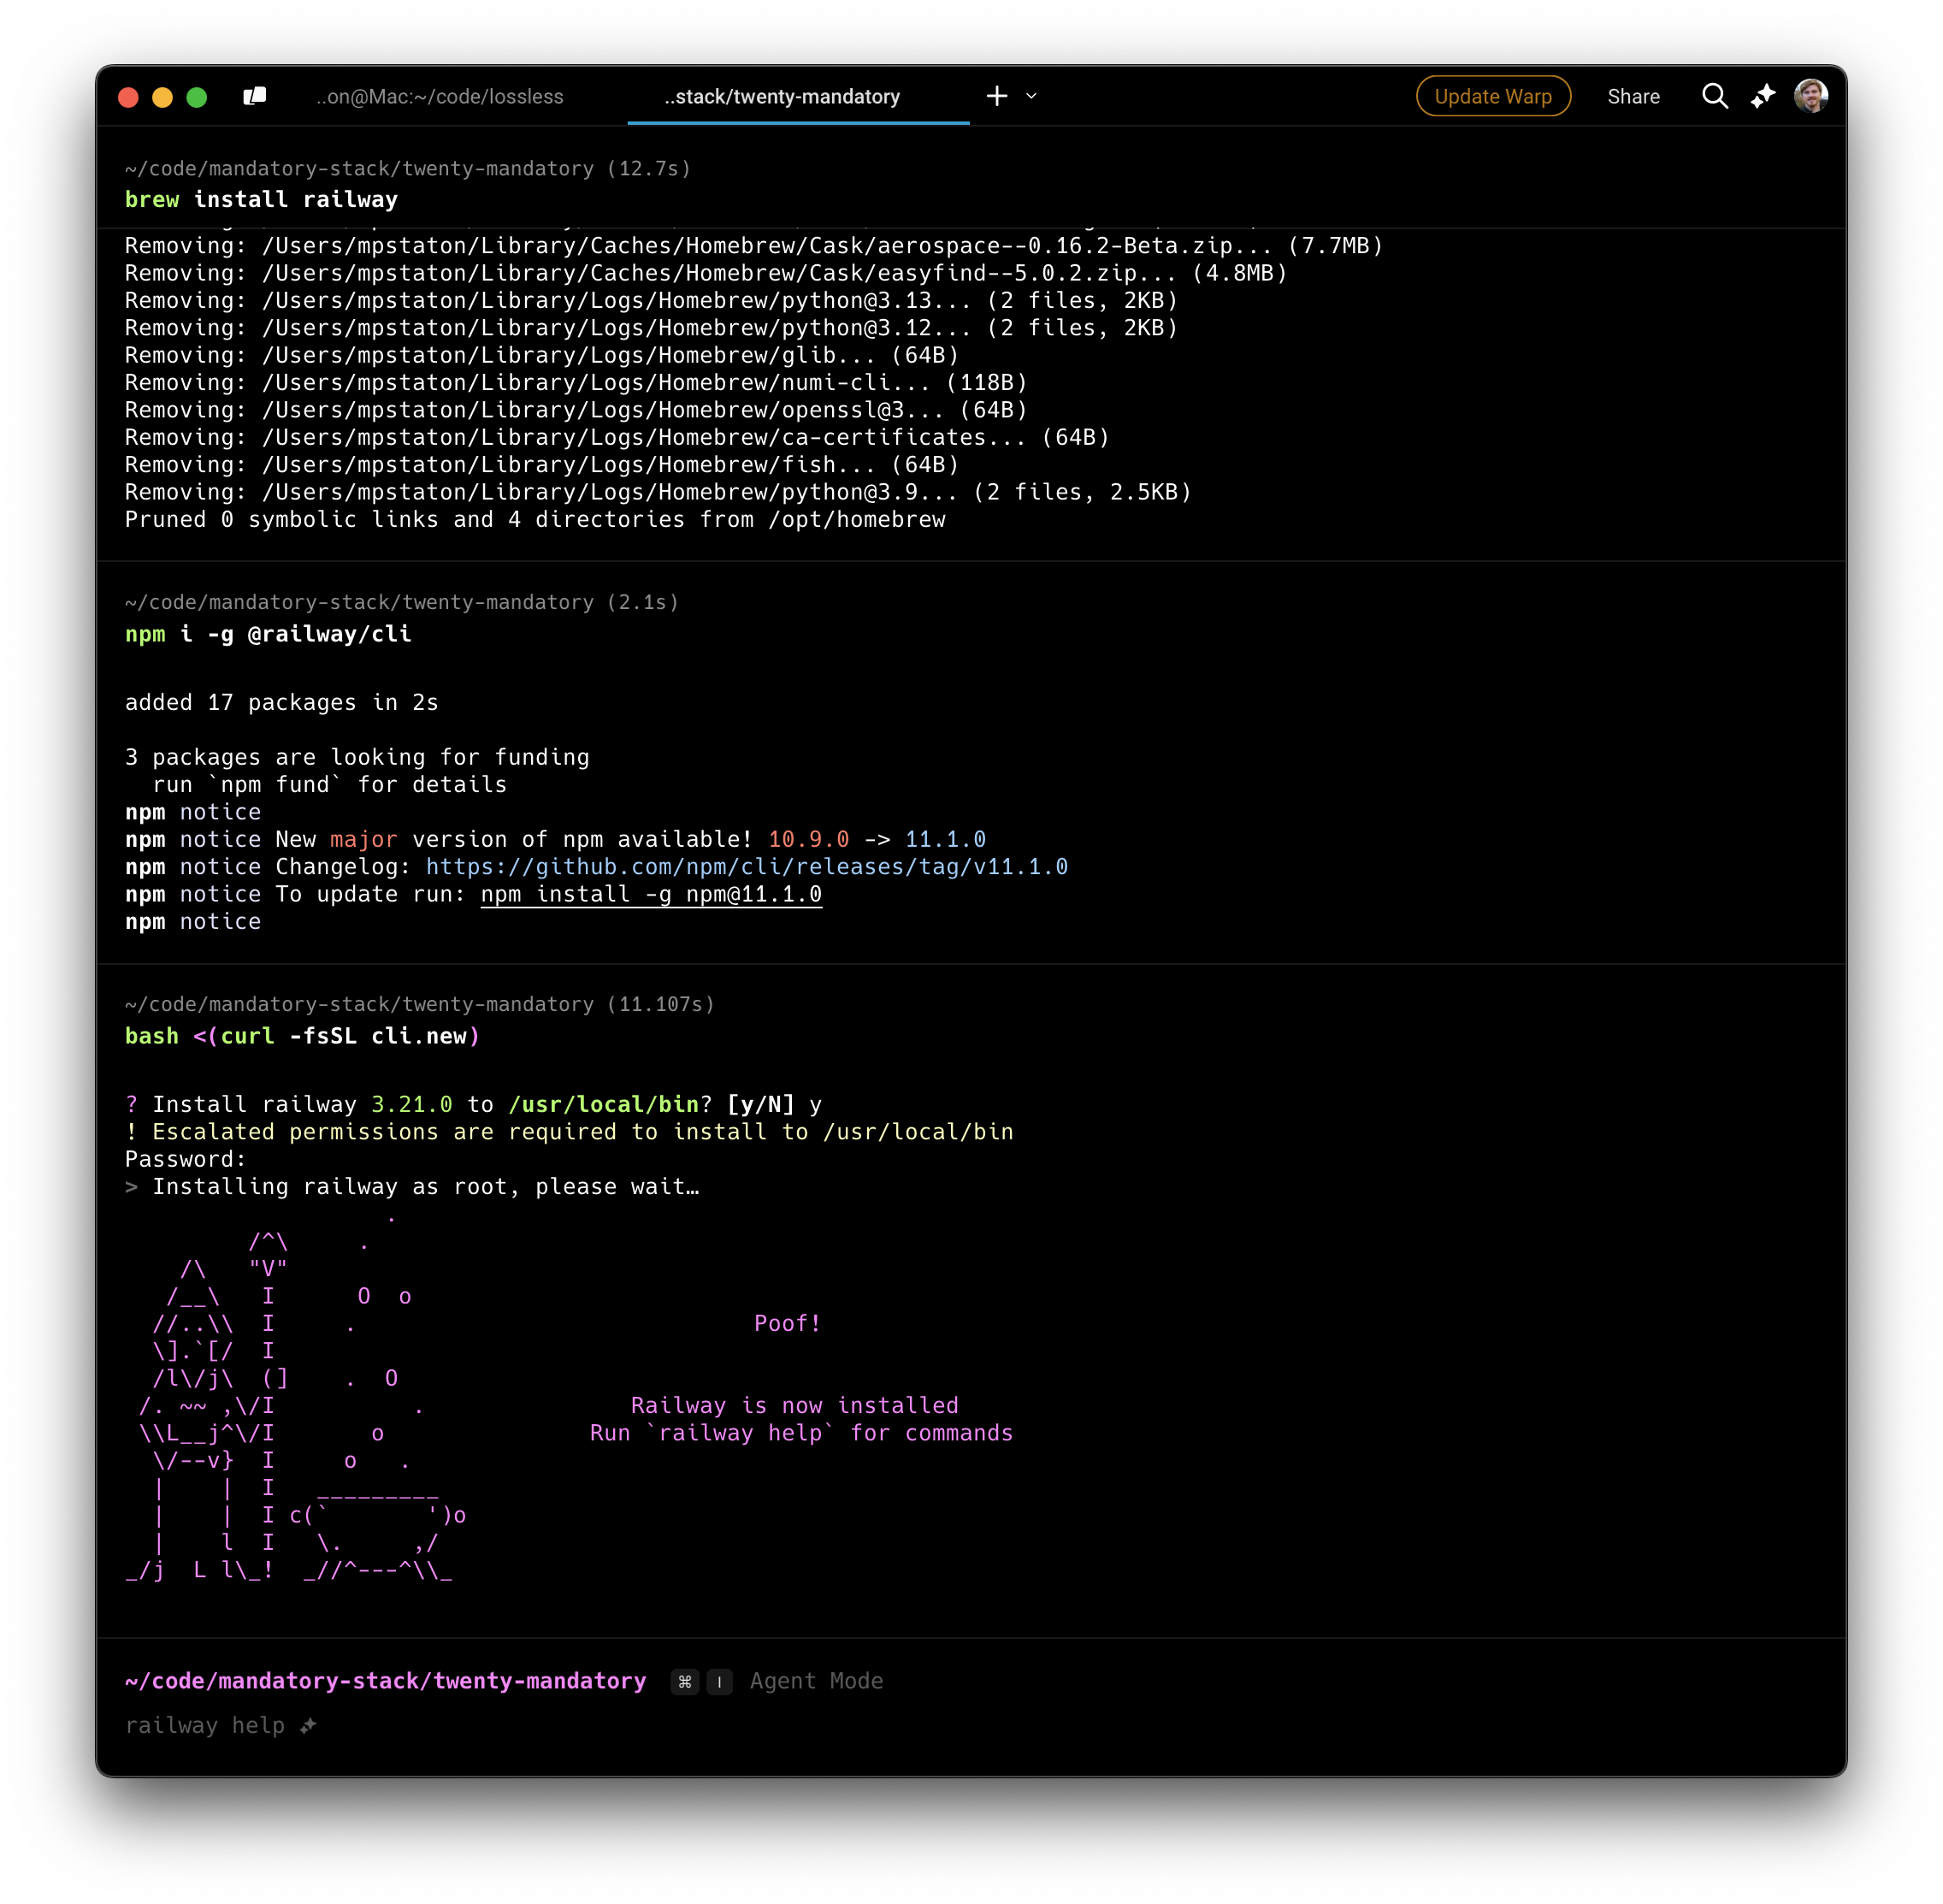 ..on@Mac:~/code/lossless
..stack/twenty-mandatory
Update Warp
Share
~/code/mandatory-stack/twenty-mandatory (12.7s)
brew install railway
Removing: /Users/mpstaton/Library/Caches/Homebrew/Cask/aerospace--0.16.2-Beta.zip... (7.7MB)
Removing: /Users/mpstaton/Library/Caches/Homebrew/Cask/easyfind--5.0.2.zip... (4.8MB)
Removing: /Users/mpstaton/Library/Logs/Homebrew/python@3.13... (2 files, 2KB)
Removing: /Users/mpstaton/Library/Logs/Homebrew/python@3.12... (2 files, 2KB)
Removing: /Users/mpstaton/Library/Logs/Homebrew/glib... (64B)
Removing: /Users/mpstaton/Library/Logs/Homebrew/numi-cli... (118B)
Removing: /Users/mpstaton/Library/Logs/Homebrew/openssl@3... (64B)
Removing: /Users/mpstaton/Library/Logs/Homebrew/ca-certificates... (64B)
Removing: /Users/mpstaton/Library/Logs/Homebrew/fish... (64B)
Removing: /Users/mpstaton/Library/Logs/Homebrew/python@3.9... (2 files, 2.5KB)
Pruned 0 symbolic links and 4 directories from /opt/homebrew
~/code/mandatory-stack/twenty-mandatory (2.1s)
npm i -g @railway/cli
added 17 packages in 2s
3 packages are looking for funding
  run `npm fund` for details
npm notice
npm notice New major version of npm available! 10.9.0 -> 11.1.0
npm notice Changelog: https://github.com/npm/cli/releases/tag/v11.1.0
npm notice To update run: npm install -g npm@11.1.0
npm notice
~/code/mandatory-stack/twenty-mandatory (11.107s)
bash <(curl -fsSL cli.new)
? Install railway 3.21.0 to /usr/local/bin? [y/N] y
! Escalated permissions are required to install to /usr/local/bin
Password:
> Installing railway as root, please wait…
                   .
         /^\     .
    /\   "V"
   /__\   I      O  o
  //..\\  I     .                             Poof!
  \].`[/  I
  /l\/j\  (]    .  O
 /. ~~ ,\/I          .               Railway is now installed
 \\L__j^\/I       o               Run `railway help` for commands
  \/--v}  I     o   .
  |    |  I   _________
  |    |  I c(`       ')o
  |    l  I   \.     ,/
_/j  L l\_!  _//^---^\\_
~/code/mandatory-stack/twenty-mandatory ⌘ I Agent Mode
railway help